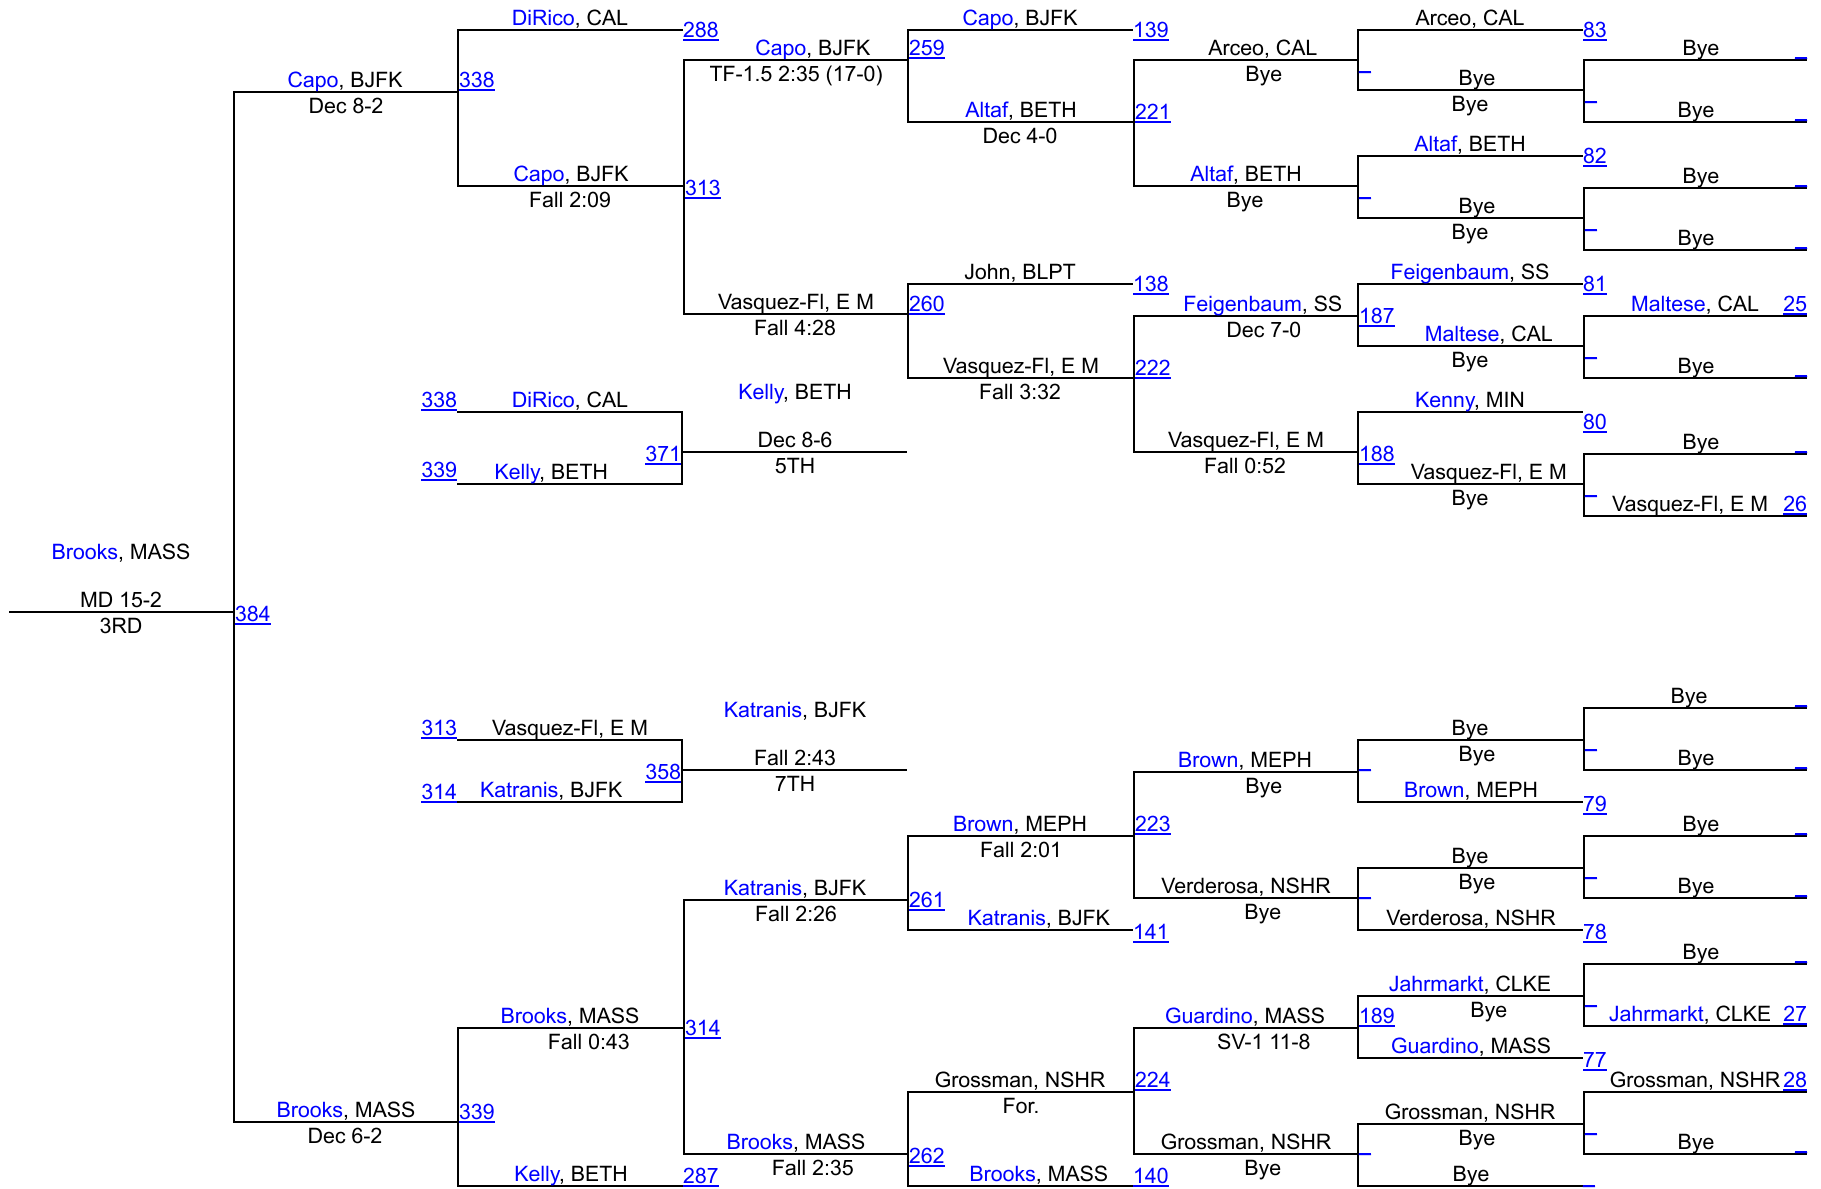 DiRico, CAL
288
Capo, BJFK
139
Arceo, CAL
83
Capo, BJFK
TF-1.5 2:35 (17-0)
259
Arceo, CAL
Bye
Bye
Bye
Bye
Capo, BJFK
Dec 8-2
338
Altaf, BETH
Dec 4-0
221
Bye
Altaf, BETH
82
Capo, BJFK
Fall 2:09
313
Altaf, BETH
Bye
Bye
Bye
Bye
Bye
John, BLPT
138
Feigenbaum, SS
81
Vasquez-Fl, E M
Fall 4:28
260
Feigenbaum, SS
Dec 7-0
187
Maltese, CAL
25
Maltese, CAL
Bye
Vasquez-Fl, E M
Fall 3:32
222
Bye
338
DiRico, CAL
Kelly, BETH
Kenny, MIN
80
371
Dec 8-6
5TH
Vasquez-Fl, E M
Fall 0:52
188
Bye
339
Kelly, BETH
Vasquez-Fl, E M
Bye
Vasquez-Fl, E M
26
Brooks, MASS
MD 15-2
3RD
384
Katranis, BJFK
Bye
313
Vasquez-Fl, E M
Bye
Bye
358
Fall 2:43
7TH
Brown, MEPH
Bye
Bye
314
Katranis, BJFK
Brown, MEPH
79
Brown, MEPH
Fall 2:01
223
Bye
Bye
Bye
Katranis, BJFK
Fall 2:26
261
Verderosa, NSHR
Bye
Bye
Katranis, BJFK
141
Verderosa, NSHR
78
Bye
Jahrmarkt, CLKE
Bye
Brooks, MASS
Fall 0:43
314
Guardino, MASS
SV-1 11-8
189
Jahrmarkt, CLKE
27
Guardino, MASS
77
Grossman, NSHR
For.
224
Grossman, NSHR
28
Brooks, MASS
Dec 6-2
339
Grossman, NSHR
Bye
Brooks, MASS
Fall 2:35
262
Grossman, NSHR
Bye
Bye
Kelly, BETH
287
Brooks, MASS
140
Bye